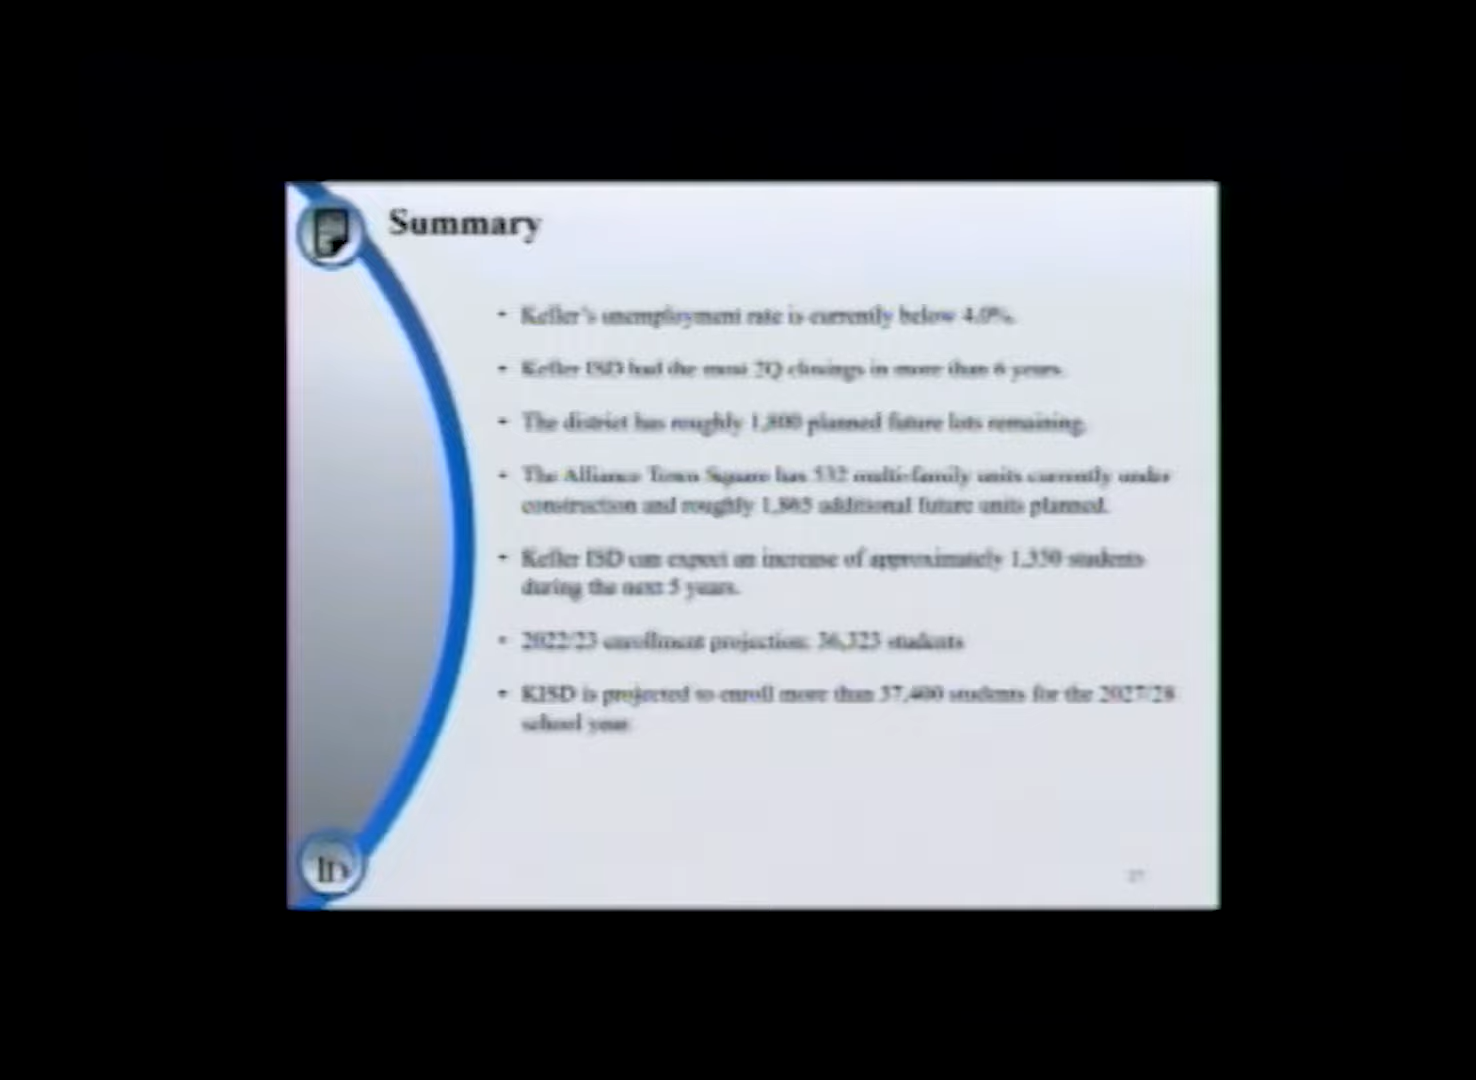 Summary
• Keller's unemployment rate is currently below 4.0%.
• Keller ISD had the most 2Q closings in more than 6 years.
• The district has roughly 1,800 planned future lots remaining.
• The Alliance Town Square has 532 multi-family units currently under
construction and roughly 1,865 additional future units planned.
• Keller ISD can expect an increase of approximately 1,350 students
during the next 5 years.
• 2022/23 enrollment projection: 36,323 students
• KISD is projected to enroll more than 37,400 students for the 2027/28
school year.